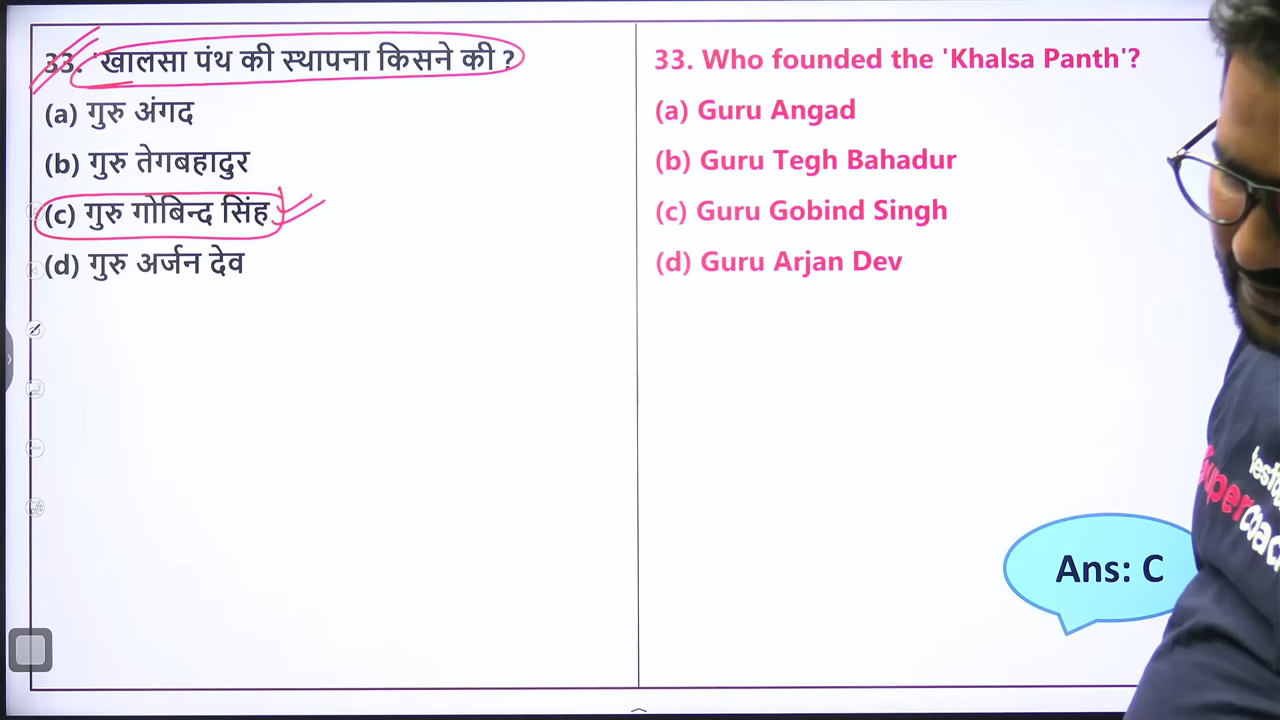 33. 'खालसा पंथ की स्थापना किसने की ?
(a) गुरु अंगद
(b) गुरु तेगबहादुर
(c) गुरु गोबिन्द सिंह
(d) गुरु अर्जन देव
33. Who founded the 'Khalsa Panth'?
(a) Guru Angad
(b) Guru Tegh Bahadur
(c) Guru Gobind Singh
(d) Guru Arjan Dev
Ans: C